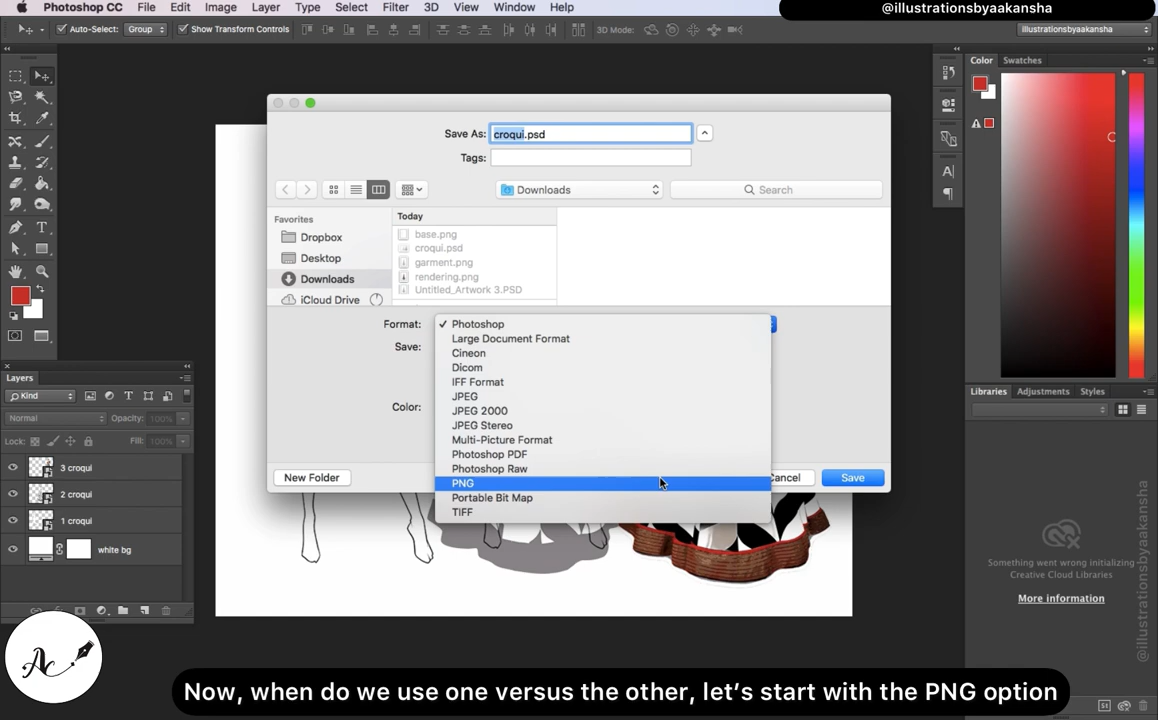 Photoshop CC File Edit Image Layer Type Select Filter 3D View Window Help
@illustrationsbyaakansha
Auto-Select: Group Show Transform Controls 3D Mode: illustrationsbyaakansha
Color Swatches
Save As: croqui.psd
Tags:
Downloads Search
Favorites
Dropbox
Desktop
Downloads
iCloud Drive
Today
base.png
croqui.psd
garment.png
rendering.png
Untitled_Artwork 3.PSD
Format: ✓ Photoshop
Save:
Color:
Large Document Format
Cineon
Dicom
IFF Format
JPEG
JPEG 2000
JPEG Stereo
Multi-Picture Format
Photoshop PDF
Photoshop Raw
PNG
Portable Bit Map
TIFF
New Folder Cancel Save
Layers
Kind
Normal Opacity: 100%
Lock: Fill: 100%
3 croqui
2 croqui
1 croqui
white bg
Libraries Adjustments Styles
Something went wrong initializing
Creative Cloud Libraries
More information
@illustrationsbyaakansha
Ac
Now, when do we use one versus the other, let's start with the PNG option